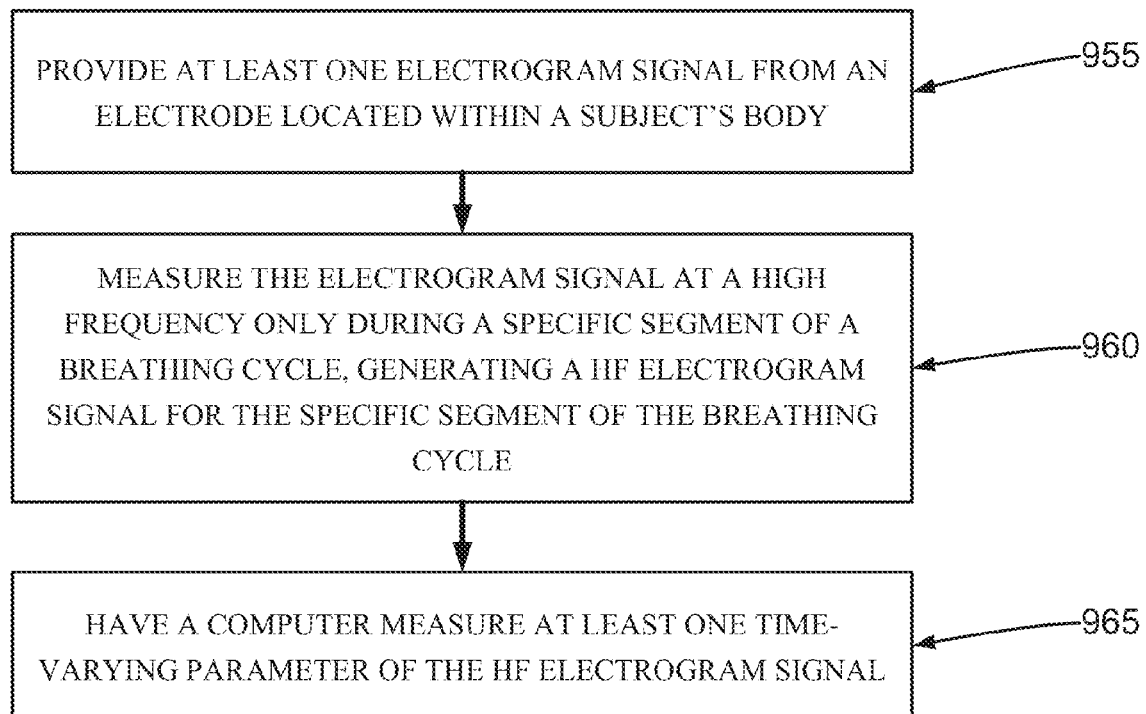 PROVIDE AT LEAST ONE ELECTROGRAM SIGNAL FROM AN
ELECTRODE LOCATED WITHIN A SUBJECT'S BODY
955
MEASURE THE ELECTROGRAM SIGNAL AT A HIGH
FREQUENCY ONLY DURING A SPECIFIC SEGMENT OF A
BREATHING CYCLE, GENERATING A HF ELECTROGRAM
SIGNAL FOR THE SPECIFIC SEGMENT OF THE BREATHING
CYCLE
960
HAVE A COMPUTER MEASURE AT LEAST ONE TIME-
VARYING PARAMETER OF THE HF ELECTROGRAM SIGNAL
965